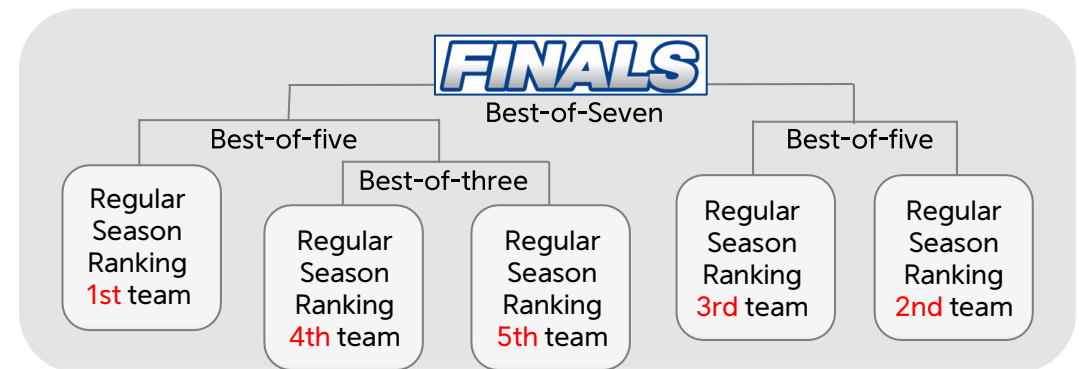 FINALS
Best-of-Seven
Best-of-five
Best-of-five
Best-of-three
Regular
Season
Ranking
1st team
Regular
Season
Ranking
4th team
Regular
Season
Ranking
5th team
Regular
Season
Ranking
3rd team
Regular
Season
Ranking
2nd team